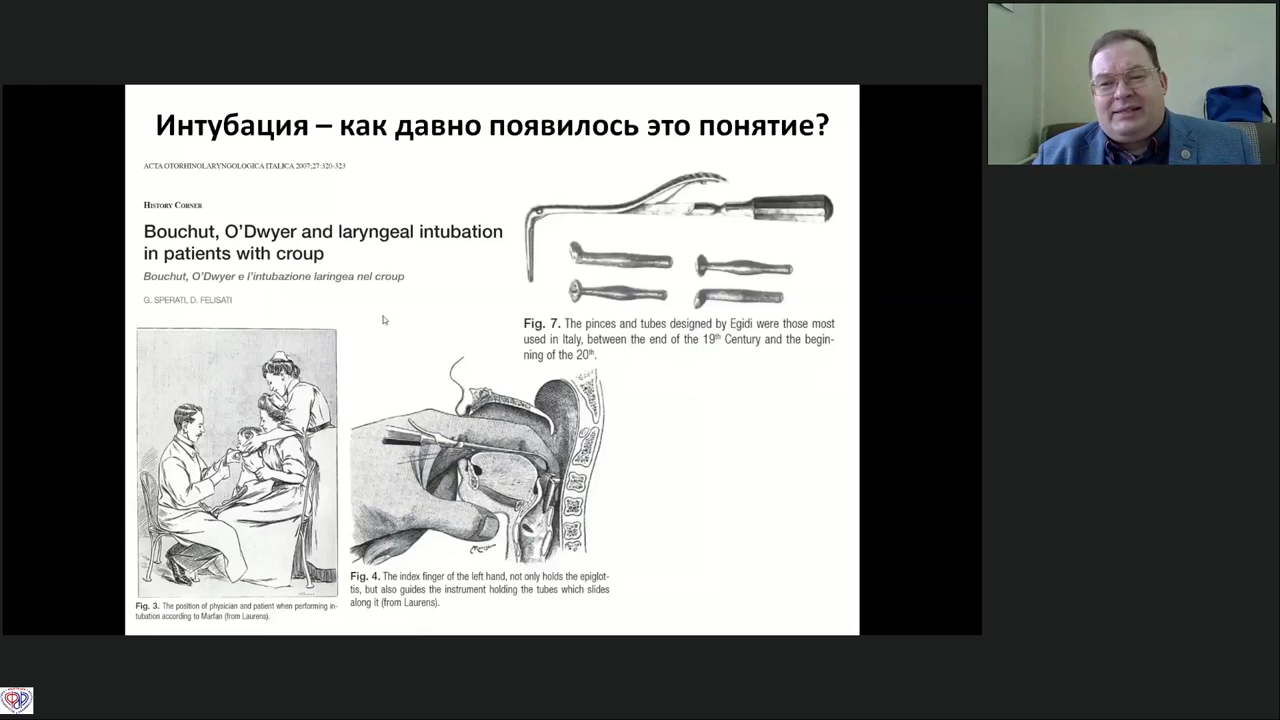 Интубация – как давно появилось это понятие?
ACTA OTORHINOLARYNGOLOGICA ITALICA 2007;27:320-323
HISTORY CORNER
Bouchut, O’Dwyer and laryngeal intubation
in patients with croup
Bouchut, O’Dwyer e l’intubazione laringea nel crop
G. SPERATI, D. FELISATI
Fig. 7. The pinces and tubes designed by Egidi were those most
used in Italy, between the end of the 19th Century and the begin-
ning of the 20th.
Fig. 4. The index finger of the left hand, not only holds the epiglot-
tis, but also guides the instrument holding the tubes which slides
along it (from Laurens).
Fig. 3. The position of physician and patient when performing in-
tubation according to Marfan (from Laurens).